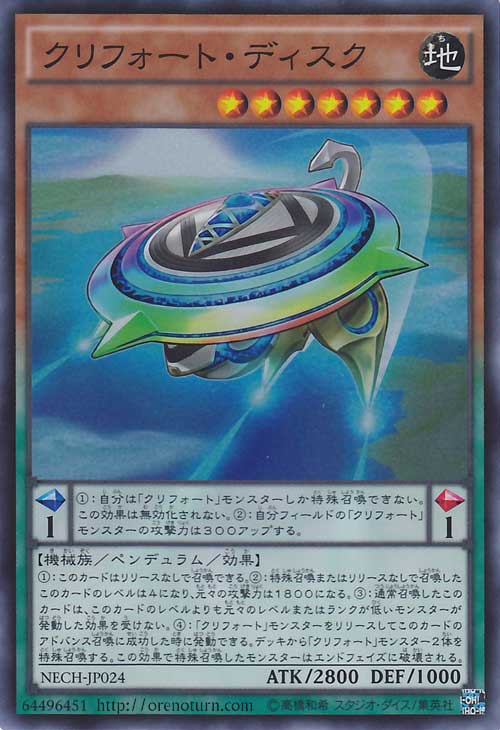 クリフォート・ディスク
地
①：自分は「クリフォート」モンスターしか特殊召喚できない。
この効果は無効化されない。②：自分フィールドの「クリフォート」
モンスターの攻撃力は３００アップする。
1
1
【機械族／ペンデュラム／効果】
①：このカードはリリースなしで召喚できる。②：特殊召喚またはリリースなしで召喚した
このカードのレベルは４になり、元々の攻撃力は１８００になる。③：通常召喚したこの
カードは、このカードのレベルよりも元々のレベルまたはランクが低いモンスターが
発動した効果を受けない。④：「クリフォート」モンスターをリリースしてこのカードの
アドバンス召喚に成功した時に発動できる。デッキから「クリフォート」モンスター２体を
特殊召喚する。この効果で特殊召喚したモンスターはエンドフェイズに破壊される。
NECH-JP024
ATK/2800 DEF/1000
64496451
http://orenoturn.com/
©高橋和希 スタジオ・ダイス/集英社